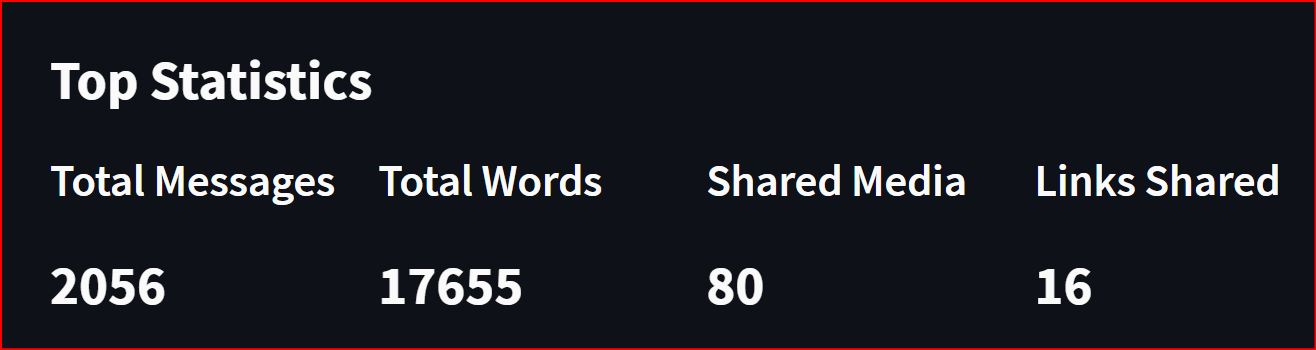 Top Statistics
Total Messages Total Words Shared Media Links Shared
2056 17655 80 16